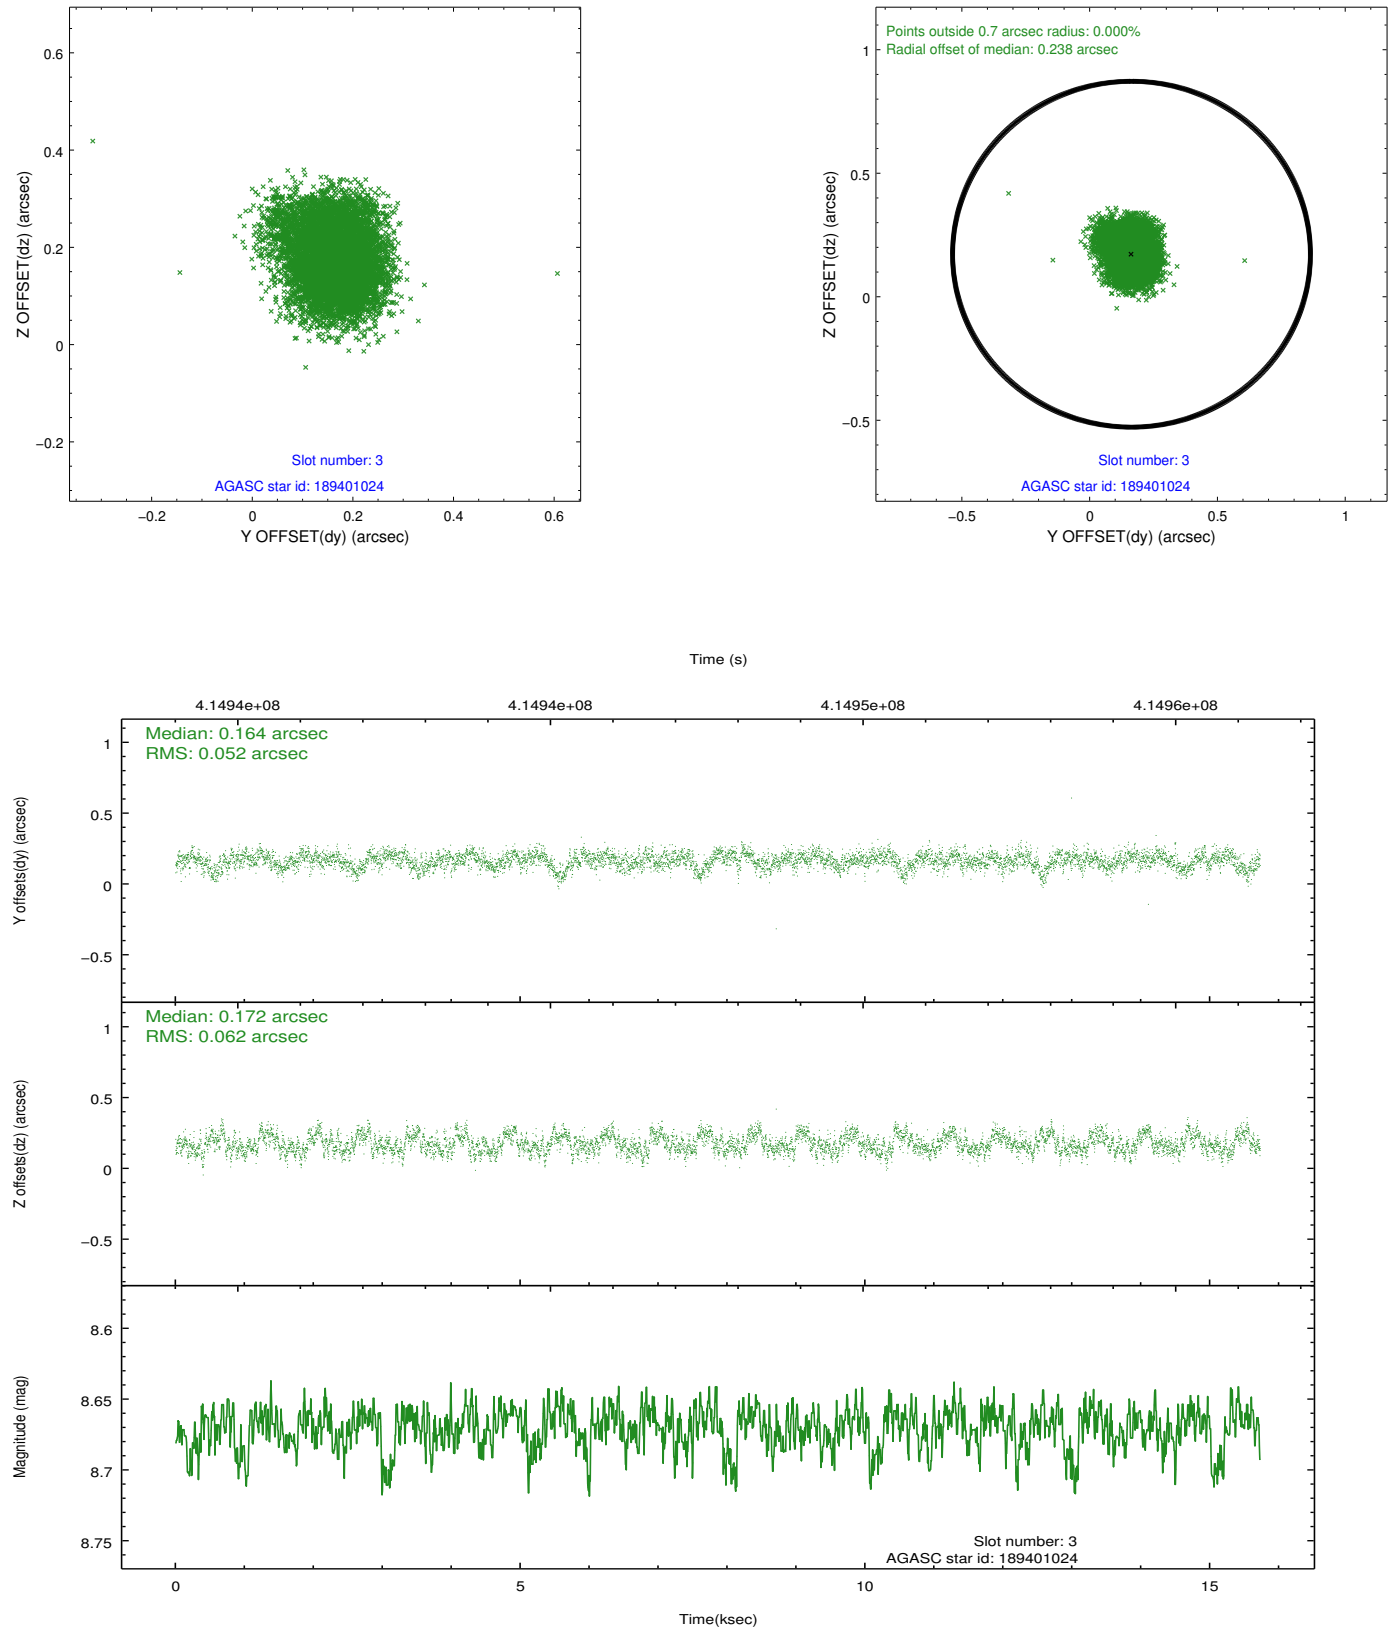 0.6
0.4
0.2
0
−0.2
Z OFFSET(dz) (arcsec)
Slot number: 3
AGASC star id: 189401024
−0.2 0 0.2 0.4 0.6
Y OFFSET(dy) (arcsec)
Points outside 0.7 arcsec radius: 0.000%
Radial offset of median: 0.238 arcsec
1
0.5
0
−0.5
Z OFFSET(dz) (arcsec)
Slot number: 3
AGASC star id: 189401024
−0.5 0 0.5 1
Y OFFSET(dy) (arcsec)
Time (s)
4.1494e+08 4.1494e+08 4.1495e+08 4.1496e+08
Median: 0.164 arcsec
RMS: 0.052 arcsec
1
0.5
0
−0.5
Y offsets(dy) (arcsec)
Median: 0.172 arcsec
RMS: 0.062 arcsec
1
0.5
0
−0.5
Z offsets(dz) (arcsec)
8.6
8.65
8.7
8.75
Magnitude (mag)
Slot number: 3
AGASC star id: 189401024
0 5 10 15
Time(ksec)